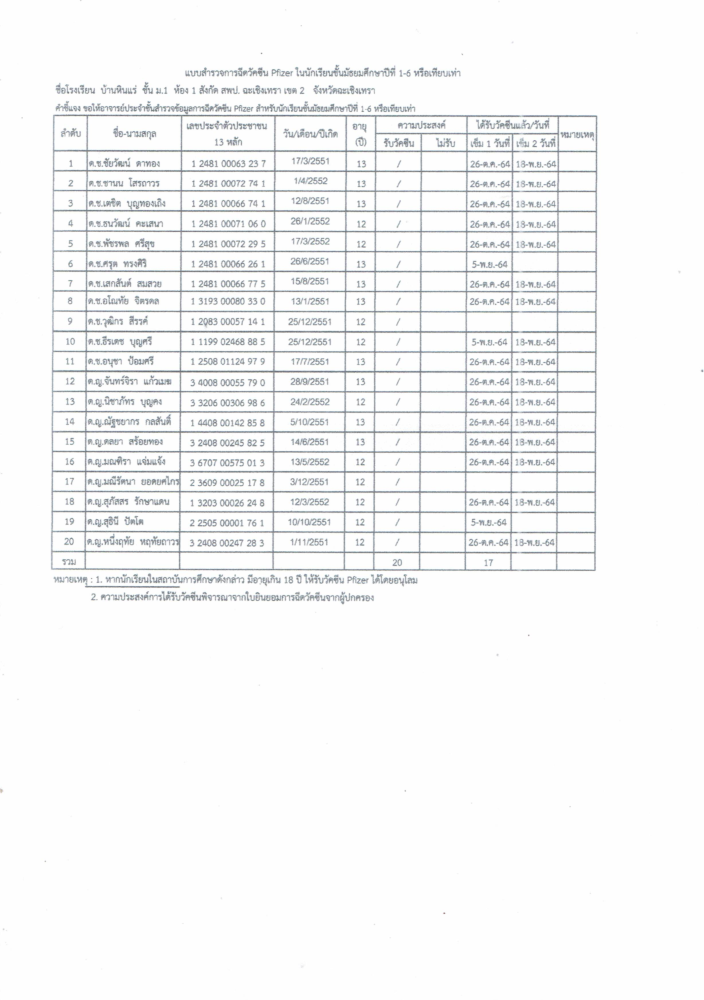 แบบสำรวจการฉีดวัคซีน Pfizer ในนักเรียนชั้นมัธยมศึกษาปีที่ 1-6 หรือเทียบเท่า
ชื่อโรงเรียน บ้านหินแร่ ชั้น ม.1 ห้อง 1 สังกัด สพป. ฉะเชิงเทรา เขต 2 จังหวัดฉะเชิงเทรา
คำชี้แจง ขอให้อาจารย์ประจำชั้นสำรวจข้อมูลการฉีดวัคซีน Pfizer สำหรับนักเรียนชั้นมัธยมศึกษาปีที่ 1-6 หรือเทียบเท่า
ลำดับ ชื่อ-นามสกุล เลขประจำตัวประชาชน 13 หลัก วัน/เดือน/ปีเกิด อายุ (ปี) ความประสงค์ ได้รับวัคซีนแล้ว/วันที่ หมายเหตุ
รับวัคซีน ไม่รับ เข็ม 1 วันที่ เข็ม 2 วันที่
1 ด.ช.ชัยวัฒน์ ดาทอง 1 2481 00063 23 7 17/3/2551 13 / 26-ต.ค.-64 18-พ.ย.-64
2 ด.ช.ชานน โสรถาวร 1 2481 00072 74 1 1/4/2552 13 / 26-ต.ค.-64 18-พ.ย.-64
3 ด.ช.เตชิต บุญทองเถิง 1 2481 00066 74 1 12/8/2551 13 / 26-ต.ค.-64 18-พ.ย.-64
4 ด.ช.ธนวัฒน์ คะเสนา 1 2481 00071 06 0 26/1/2552 12 / 26-ต.ค.-64 18-พ.ย.-64
5 ด.ช.พัชรพล ศรีสุข 1 2481 00072 29 5 17/3/2552 12 / 26-ต.ค.-64 18-พ.ย.-64
6 ด.ช.ศรุต ทรงศิริ 1 2481 00066 26 1 26/6/2551 13 / 5-พ.ย.-64
7 ด.ช.เสกสันต์ สมสวย 1 2481 00066 77 5 15/8/2551 13 / 26-ต.ค.-64 18-พ.ย.-64
8 ด.ช.อโณทัย จิตรดล 1 3193 00080 33 0 13/1/2551 13 / 26-ต.ค.-64 18-พ.ย.-64
9 ด.ช.วุฒิกร สีรรค์ 1 2083 00057 14 1 25/12/2551 12 /
10 ด.ช.ธีรเดช บุญศรี 1 1199 02468 88 5 25/12/2551 12 / 5-พ.ย.-64 18-พ.ย.-64
11 ด.ช.อนุชา ป้อมศรี 1 2508 01124 97 9 17/7/2551 13 / 26-ต.ค.-64 18-พ.ย.-64
12 ด.ญ.จันทร์จิรา แก้วเมฆ 3 4008 00055 79 0 28/9/2551 13 / 26-ต.ค.-64 18-พ.ย.-64
13 ด.ญ.นิชาภัทร บุญคง 3 3206 00306 98 6 24/2/2552 12 / 26-ต.ค.-64 18-พ.ย.-64
14 ด.ญ.ณัฐชยากร กลสันติ์ 1 4408 00142 85 8 5/10/2551 13 / 26-ต.ค.-64 18-พ.ย.-64
15 ด.ญ.ดลยา สร้อยทอง 3 2408 00245 82 5 14/6/2551 13 / 26-ต.ค.-64 18-พ.ย.-64
16 ด.ญ.มณฑิรา แจ่มแจ้ง 3 6707 00575 01 3 13/5/2552 12 / 26-ต.ค.-64 18-พ.ย.-64
17 ด.ญ.มณีรัตนา ยอดยศไกร 2 3609 00025 17 8 3/12/2551 12 /
18 ด.ญ.สุภัสสร รักษาแดน 1 3203 00026 24 8 12/3/2552 12 / 26-ต.ค.-64 18-พ.ย.-64
19 ด.ญ.สุธินี ปัตโต 2 2505 00001 76 1 10/10/2551 12 / 5-พ.ย.-64
20 ด.ญ.หนึ่งฤทัย หฤทัยถาวร 3 2408 00247 28 3 1/11/2551 12 / 26-ต.ค.-64 18-พ.ย.-64
รวม 20 17
หมายเหตุ : 1. หากนักเรียนในสถาบันการศึกษาดังกล่าว มีอายุเกิน 18 ปี ให้รับวัคซีน Pfizer ได้โดยอนุโลม
2. ความประสงค์การได้รับวัคซีนพิจารณาจากใบยินยอมการฉีดวัคซีนจากผู้ปกครอง